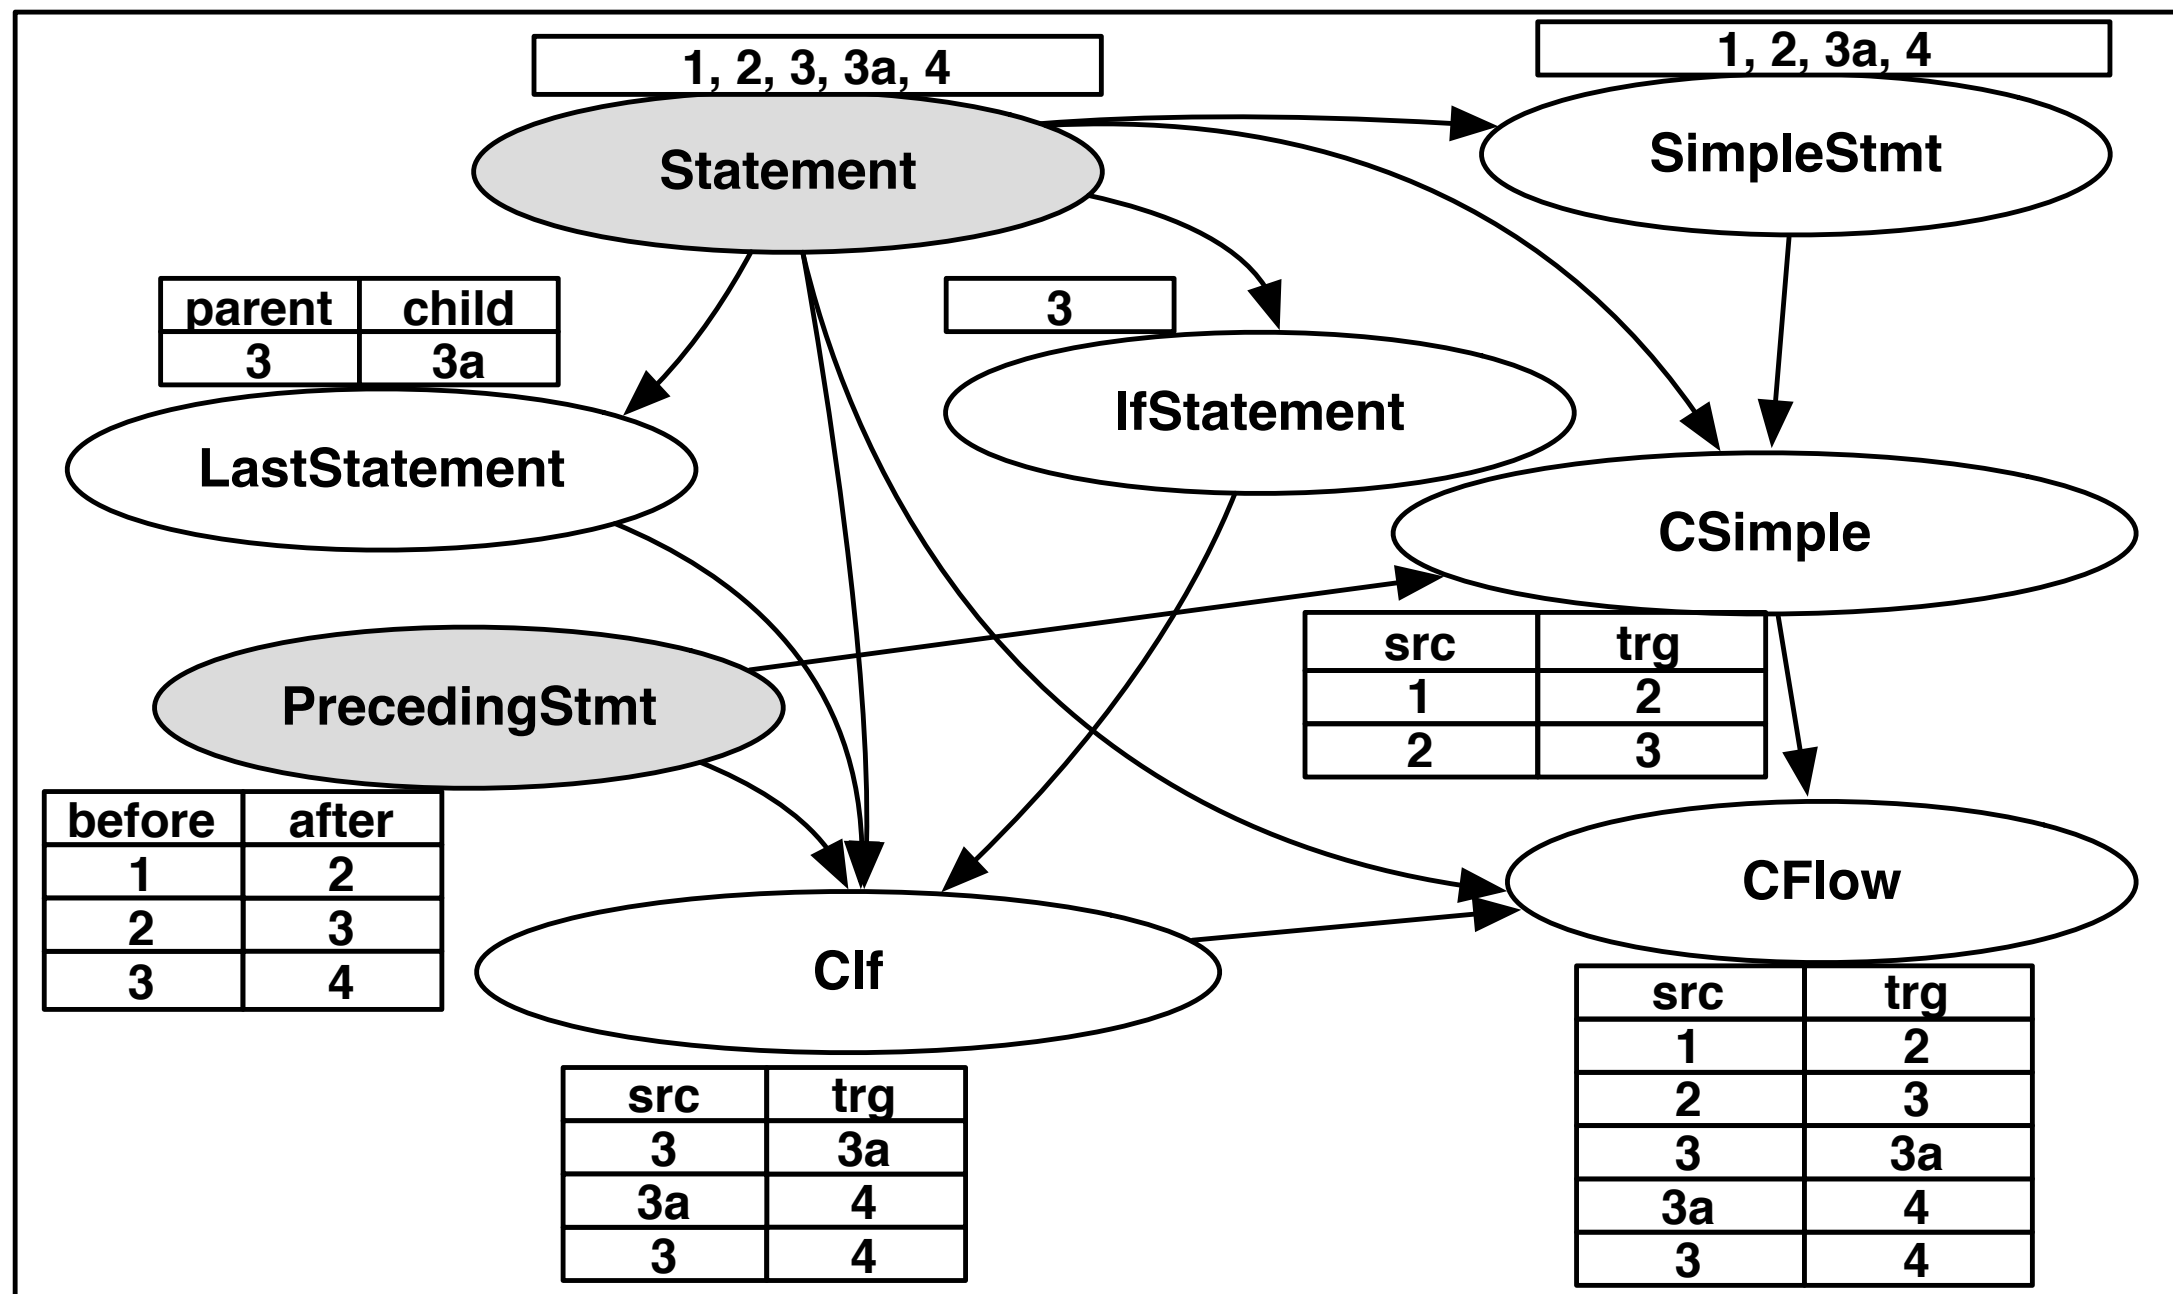 1, 2, 3, 3a, 4
Statement
1, 2, 3a, 4
SimpleStmt
parent child
3 3a
LastStatement
3
IfStatement
CSimple
src trg
1 2
2 3
PrecedingStmt
before after
1 2
2 3
3 4
CIf
src trg
3 3a
3a 4
3 4
CFlow
src trg
1 2
2 3
3 3a
3a 4
3 4